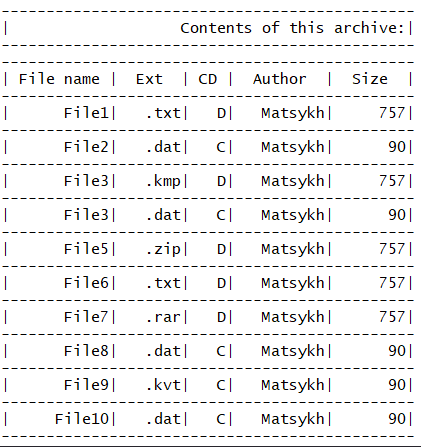 -------------------------------------------
|                  Contents of this archive:|
-------------------------------------------
-------------------------------------------
| File name |  Ext  | CD |  Author  |  Size  |
-------------------------------------------
|      File1|   .txt|   D|   Matsykh|     757|
-------------------------------------------
|      File2|   .dat|   C|   Matsykh|      90|
-------------------------------------------
|      File3|   .kmp|   D|   Matsykh|     757|
-------------------------------------------
|      File3|   .dat|   C|   Matsykh|      90|
-------------------------------------------
|      File5|   .zip|   D|   Matsykh|     757|
-------------------------------------------
|      File6|   .txt|   D|   Matsykh|     757|
-------------------------------------------
|      File7|   .rar|   D|   Matsykh|     757|
-------------------------------------------
|      File8|   .dat|   C|   Matsykh|      90|
-------------------------------------------
|      File9|   .kvt|   C|   Matsykh|      90|
-------------------------------------------
|     File10|   .dat|   C|   Matsykh|      90|
-------------------------------------------